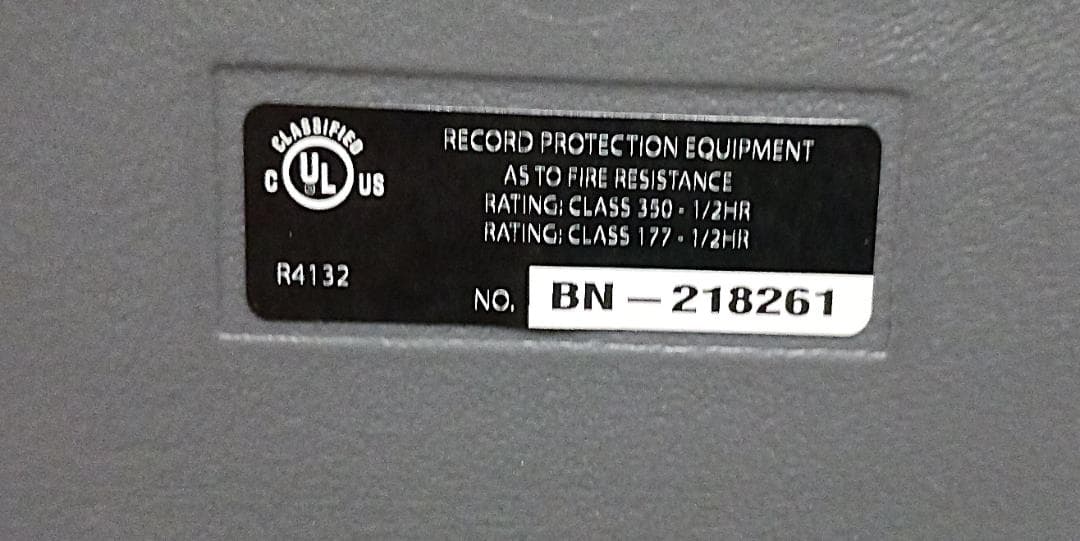 CLASSIFIED
C UL US
RECORD PROTECTION EQUIPMENT
AS TO FIRE RESISTANCE
RATING: CLASS 350 - 1/2HR
RATING: CLASS 177 - 1/2HR
R4132
NO. BN - 218261